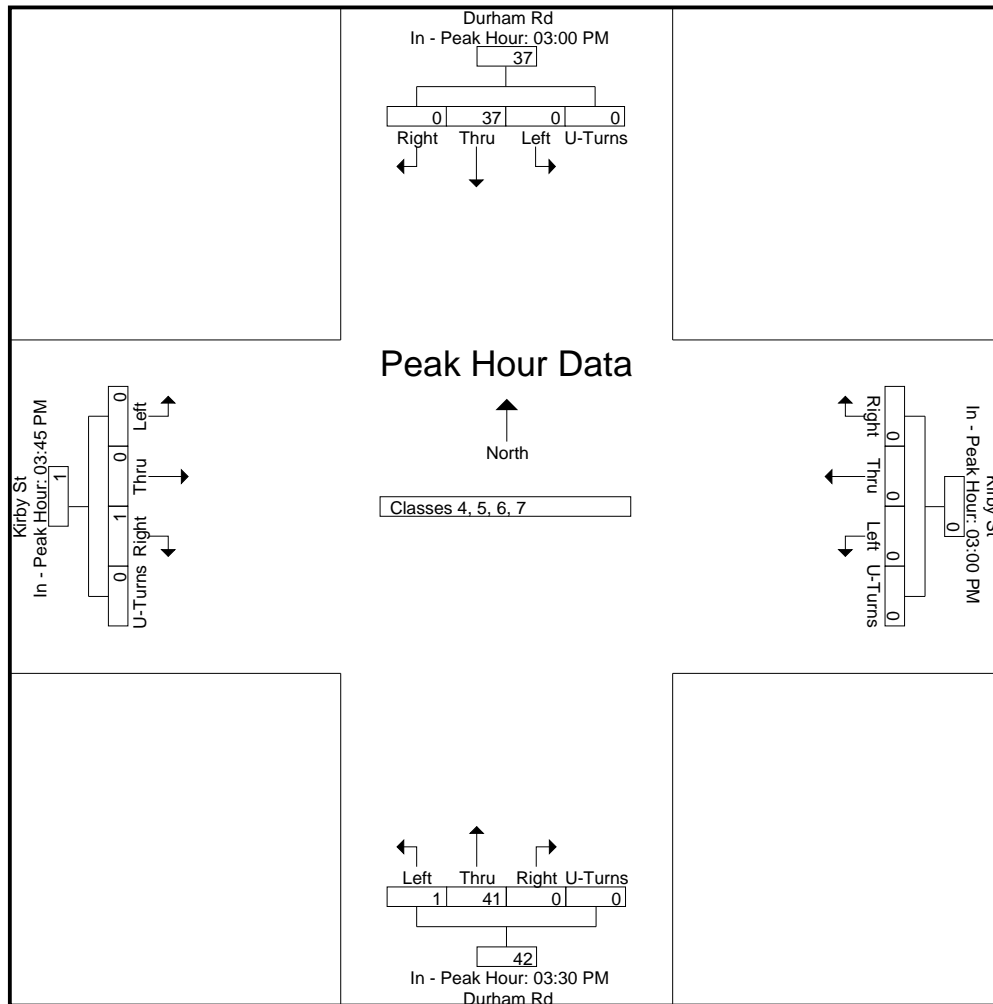 Durham Rd
In - Peak Hour: 03:00 PM
37
0 37 0 0
Right Thru Left U-Turns
Peak Hour Data
North
Classes 4, 5, 6, 7
Kirby St
In - Peak Hour: 03:45 PM
1
0 0 1 0
Left Thru Right U-Turns
Right Thru Left U-Turns
0 0 0 0
0
In - Peak Hour: 03:00 PM
Kirby St
Left Thru Right U-Turns
1 41 0 0
42
In - Peak Hour: 03:30 PM
Durham Rd